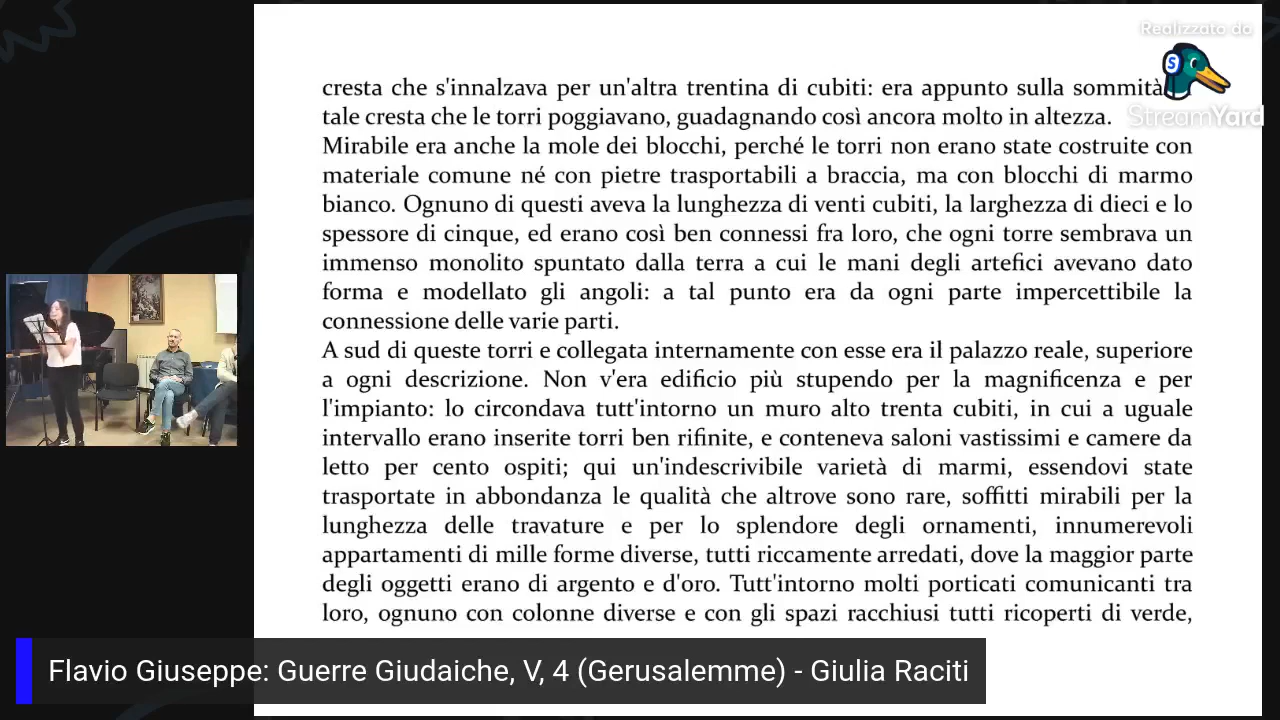 Realizzato da
StreamYard
cresta che s'innalzava per un'altra trentina di cubiti: era appunto sulla sommità
tale cresta che le torri poggiavano, guadagnando così ancora molto in altezza.
Mirabile era anche la mole dei blocchi, perché le torri non erano state costruite con
materiale comune né con pietre trasportabili a braccia, ma con blocchi di marmo
bianco. Ognuno di questi aveva la lunghezza di venti cubiti, la larghezza di dieci e lo
spessore di cinque, ed erano così ben connessi fra loro, che ogni torre sembrava un
immenso monolito spuntato dalla terra a cui le mani degli artefici avevano dato
forma e modellato gli angoli: a tal punto era da ogni parte impercettibile la
connessione delle varie parti.
A sud di queste torri e collegata internamente con esse era il palazzo reale, superiore
a ogni descrizione. Non v'era edificio più stupendo per la magnificenza e per
l'impianto: lo circondava tutt'intorno un muro alto trenta cubiti, in cui a uguale
intervallo erano inserite torri ben rifinite, e conteneva saloni vastissimi e camere da
letto per cento ospiti; qui un'indescrivibile varietà di marmi, essendovi state
trasportate in abbondanza le qualità che altrove sono rare, soffitti mirabili per la
lunghezza delle travature e per lo splendore degli ornamenti, innumerevoli
appartamenti di mille forme diverse, tutti riccamente arredati, dove la maggior parte
degli oggetti erano di argento e d'oro. Tutt'intorno molti porticati comunicanti tra
loro, ognuno con colonne diverse e con gli spazi racchiusi tutti ricoperti di verde,
Flavio Giuseppe: Guerre Giudaiche, V, 4 (Gerusalemme) - Giulia Raciti